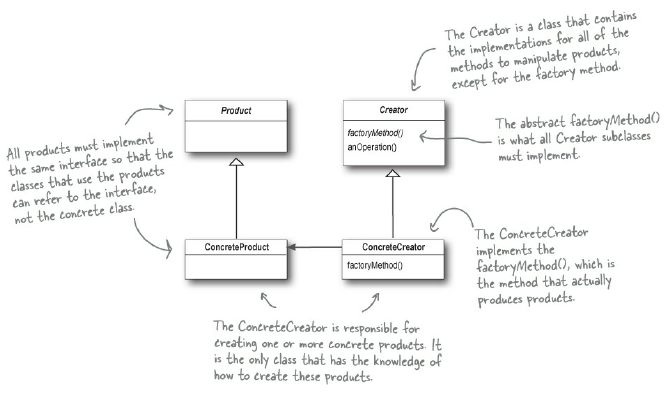 The Creator is a class that contains
the implementations for all of the
methods to manipulate products,
except for the factory method.
Product
Creator
factoryMethod()
anOperation()
The abstract factoryMethod()
is what all Creator subclasses
must implement.
All products must implement
the same interface so that the
classes that use the products
can refer to the interface,
not the concrete class.
ConcreteProduct
ConcreteCreator
factoryMethod()
The ConcreteCreator
implements the
factoryMethod(), which is
the method that actually
produces products.
The ConcreteCreator is responsible for
creating one or more concrete products. It
is the only class that has the knowledge of
how to create these products.